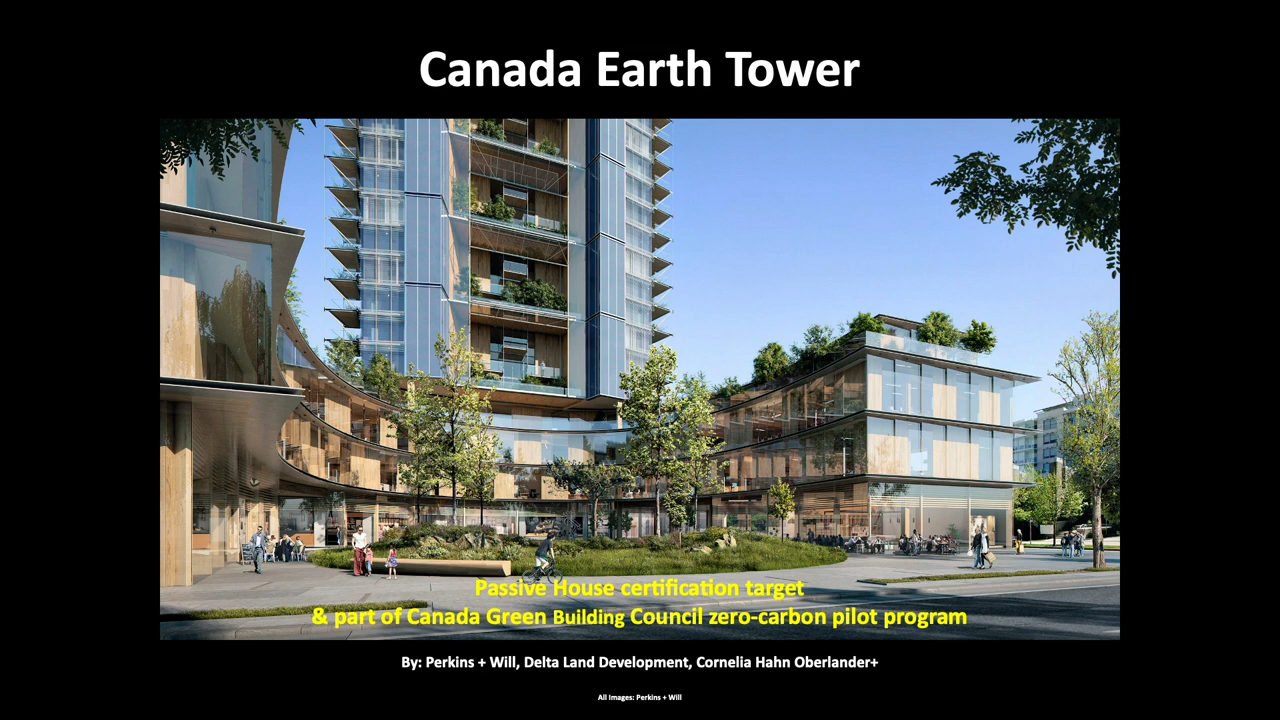 Canada Earth Tower
Passive House certification target
& part of Canada Green Building Council zero-carbon pilot program
By: Perkins + Will, Delta Land Development, Cornelia Hahn Oberlander+
All Images: Perkins + Will